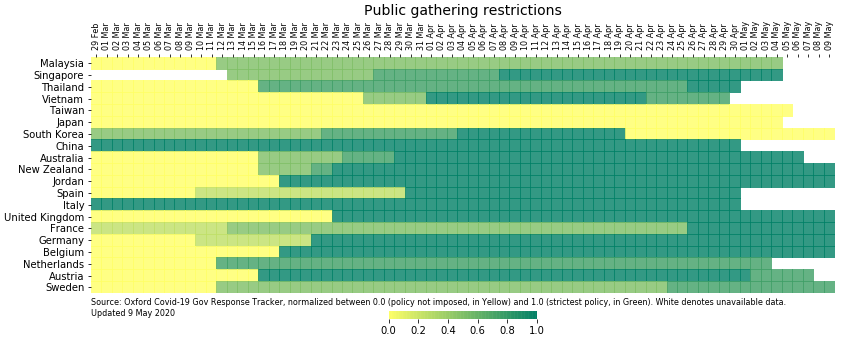 Public gathering restrictions
29 Feb 01 Mar 02 Mar 03 Mar 04 Mar 05 Mar 06 Mar 07 Mar 08 Mar 09 Mar 10 Mar 11 Mar 12 Mar 13 Mar 14 Mar 15 Mar 16 Mar 17 Mar 18 Mar 19 Mar 20 Mar 21 Mar 22 Mar 23 Mar 24 Mar 25 Mar 26 Mar 27 Mar 28 Mar 29 Mar 30 Mar 31 Mar 01 Apr 02 Apr 03 Apr 04 Apr 05 Apr 06 Apr 07 Apr 08 Apr 09 Apr 10 Apr 11 Apr 12 Apr 13 Apr 14 Apr 15 Apr 16 Apr 17 Apr 18 Apr 19 Apr 20 Apr 21 Apr 22 Apr 23 Apr 24 Apr 25 Apr 26 Apr 27 Apr 28 Apr 29 Apr 30 Apr 01 May 02 May 03 May 04 May 05 May 06 May 07 May 08 May 09 May
Malaysia
Singapore
Thailand
Vietnam
Taiwan
Japan
South Korea
China
Australia
New Zealand
Jordan
Spain
Italy
United Kingdom
France
Germany
Belgium
Netherlands
Austria
Sweden
Source: Oxford Covid-19 Gov Response Tracker, normalized between 0.0 (policy not imposed, in Yellow) and 1.0 (strictest policy, in Green). White denotes unavailable data.
Updated 9 May 2020
0.0 0.2 0.4 0.6 0.8 1.0